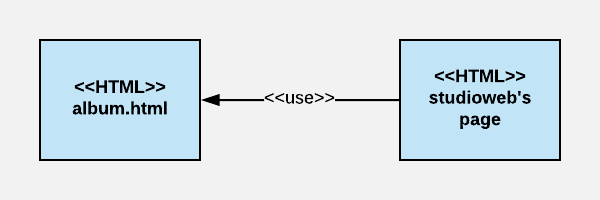 <<HTML>>
album.html
<<use>>
<<HTML>>
studioweb's
page